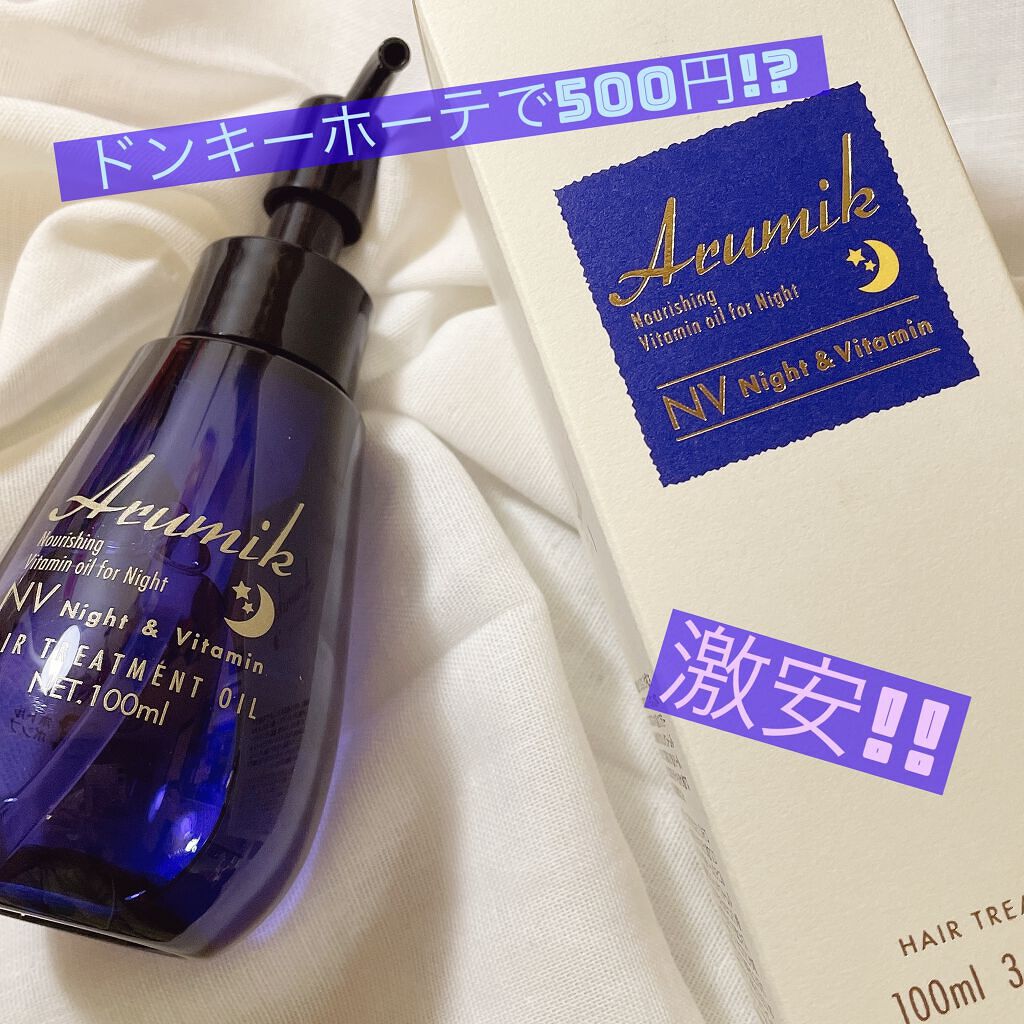 ドンキーホーテで500円!?
Arumik
Nourishing
Vitamin oil for Night
NV Night & Vitamin
Arumik
Nourishing
Vitamin oil for Night
NV Night & Vitamin
IR TREATMENT OIL
NET.100ml
激安!!
HAIR TREA
100ml 3